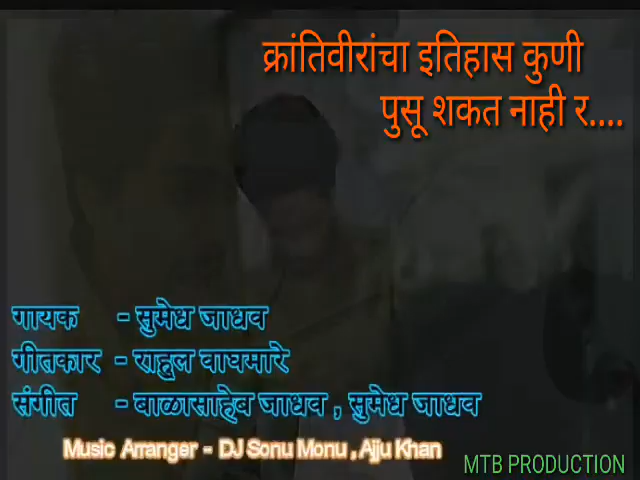 क्रांतिवीरांचा इतिहास कुणी
पुसू शकत नाही र....
गायक - सुमेध जाधव
गीतकार - राहूल वाघमारे
संगीत - बाळासाहेब जाधव , सुमेध जाधव
Music Arranger - DJ Sonu Monu , Ajju Khan
MTB PRODUCTION